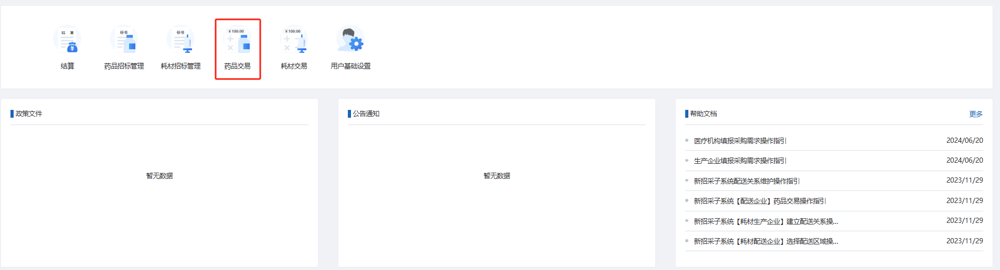 结 算
标书
标书
¥ 100.00
¥ 100.00
结算
药品招标管理
耗材招标管理
药品交易
耗材交易
用户基础设置
政策文件
暂无数据
公告通知
暂无数据
帮助文档 更多
医疗机构填报采购需求操作指引 2024/06/20
生产企业填报采购需求操作指引 2024/06/20
新招采子系统配送关系维护操作指引 2023/11/29
新招采子系统【配送企业】药品交易操作指引 2023/11/29
新招采子系统【耗材生产企业】建立配送关系操... 2023/11/29
新招采子系统【耗材配送企业】选择配送区域操... 2023/11/29